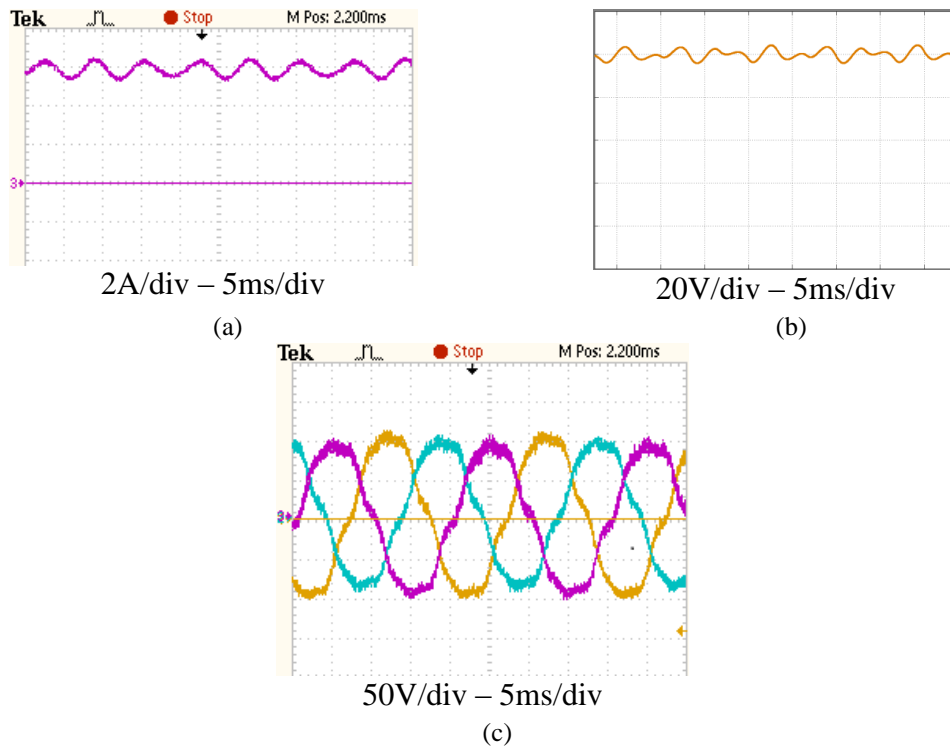 Tek Stop M Pos: 2.200ms
3
2A/div – 5ms/div
(a)
20V/div – 5ms/div
(b)
Tek Stop M Pos: 2.200ms
3
50V/div – 5ms/div
(c)